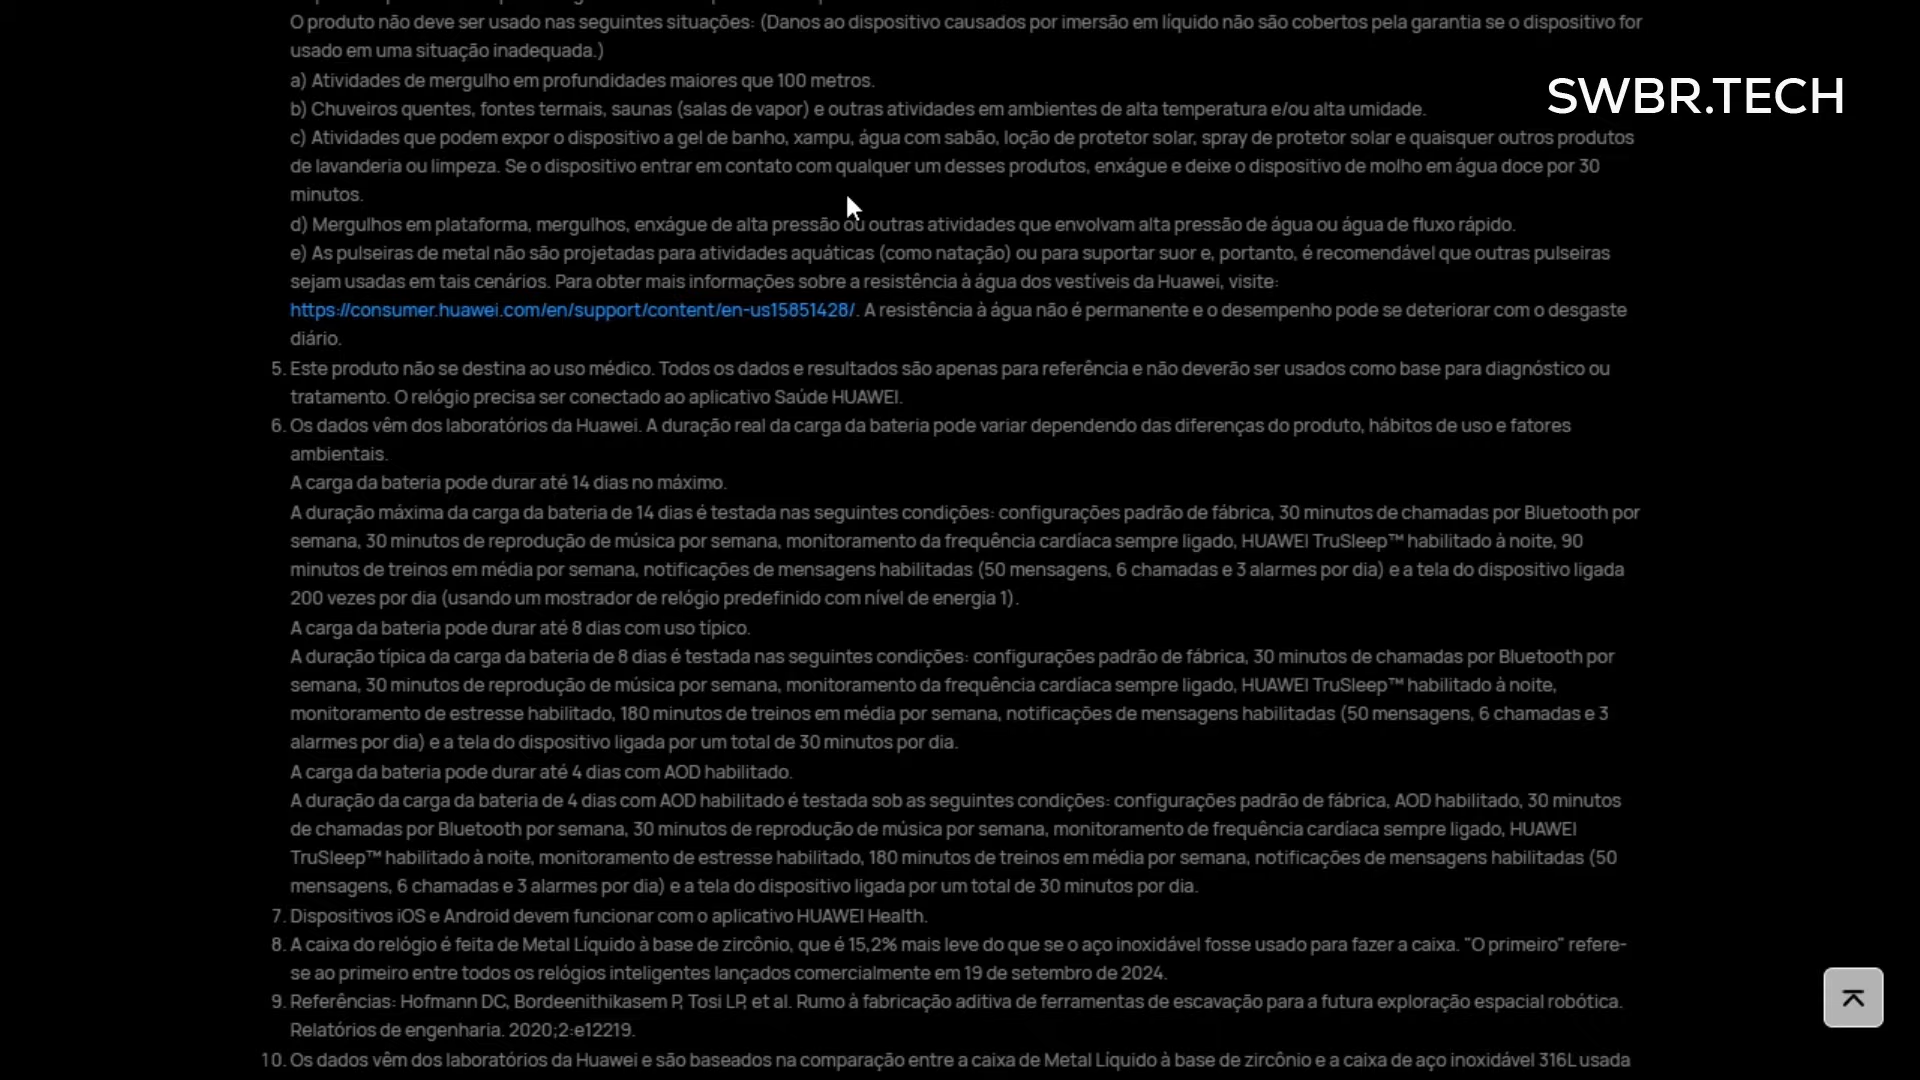 O produto não deve ser usado nas seguintes situações: (Danos ao dispositivo causados por imersão em líquido não são cobertos pela garantia se o dispositivo for
usado em uma situação inadequada.)
a) Atividades de mergulho em profundidades maiores que 100 metros.
SWBR.TECH
b) Chuveiros quentes, fontes termais, saunas (salas de vapor) e outras atividades em ambientes de alta temperatura e/ou alta umidade.
c) Atividades que podem expor o dispositivo a gel de banho, xampu, água com sabão, loção de protetor solar, spray de protetor solar e quaisquer outros produtos
de lavanderia ou limpeza. Se o dispositivo entrar em contato com qualquer um desses produtos, enxágue e deixe o dispositivo de molho em água doce por 30
minutos.
d) Mergulhos em plataforma, mergulhos, enxágue de alta pressão ou outras atividades que envolvam alta pressão de água ou água de fluxo rápido.
e) As pulseiras de metal não são projetadas para atividades aquáticas (como natação) ou para suportar suor e, portanto, é recomendável que outras pulseiras
sejam usadas em tais cenários. Para obter mais informações sobre a resistência à água dos vestíveis da Huawei, visite:
https://consumer.huawei.com/en/support/content/en-us15851428/. A resistência à água não é permanente e o desempenho pode se deteriorar com o desgaste
diário.
5. Este produto não se destina ao uso médico. Todos os dados e resultados são apenas para referência e não deverão ser usados como base para diagnóstico ou
tratamento. O relógio precisa ser conectado ao aplicativo Saúde HUAWEI.
6. Os dados vêm dos laboratórios da Huawei. A duração real da carga da bateria pode variar dependendo das diferenças do produto, hábitos de uso e fatores
ambientais.
A carga da bateria pode durar até 14 dias no máximo.
A duração máxima da carga da bateria de 14 dias é testada nas seguintes condições: configurações padrão de fábrica, 30 minutos de chamadas por Bluetooth por
semana, 30 minutos de reprodução de música por semana, monitoramento da frequência cardíaca sempre ligado, HUAWEI TruSleep™ habilitado à noite, 90
minutos de treinos em média por semana, notificações de mensagens habilitadas (50 mensagens, 6 chamadas e 3 alarmes por dia) e a tela do dispositivo ligada
200 vezes por dia (usando um mostrador de relógio predefinido com nível de energia 1).
A carga da bateria pode durar até 8 dias com uso típico.
A duração típica da carga da bateria de 8 dias é testada nas seguintes condições: configurações padrão de fábrica, 30 minutos de chamadas por Bluetooth por
semana, 30 minutos de reprodução de música por semana, monitoramento da frequência cardíaca sempre ligado, HUAWEI TruSleep™ habilitado à noite,
monitoramento de estresse habilitado, 180 minutos de treinos em média por semana, notificações de mensagens habilitadas (50 mensagens, 6 chamadas e 3
alarmes por dia) e a tela do dispositivo ligada por um total de 30 minutos por dia.
A carga da bateria pode durar até 4 dias com AOD habilitado.
A duração da carga da bateria de 4 dias com AOD habilitado é testada sob as seguintes condições: configurações padrão de fábrica, AOD habilitado, 30 minutos
de chamadas por Bluetooth por semana, 30 minutos de reprodução de música por semana, monitoramento de frequência cardíaca sempre ligado, HUAWEI
TruSleep™ habilitado à noite, monitoramento de estresse habilitado, 180 minutos de treinos em média por semana, notificações de mensagens habilitadas (50
mensagens, 6 chamadas e 3 alarmes por dia) e a tela do dispositivo ligada por um total de 30 minutos por dia.
7. Dispositivos iOS e Android devem funcionar com o aplicativo HUAWEI Health.
8. A caixa do relógio é feita de Metal Líquido à base de zircônio, que é 15,2% mais leve do que se o aço inoxidável fosse usado para fazer a caixa. "O primeiro" refere-
se ao primeiro entre todos os relógios inteligentes lançados comercialmente em 19 de setembro de 2024.
9. Referências: Hofmann DC, Bordeenithikasem P, Tosi LP, et al. Rumo à fabricação aditiva de ferramentas de escavação para a futura exploração espacial robótica.
Relatórios de engenharia. 2020;2:e12219.
10. Os dados vêm dos laboratórios da Huawei e são baseados na comparação entre a caixa de Metal Líquido à base de zircônio e a caixa de aço inoxidável 316L usada